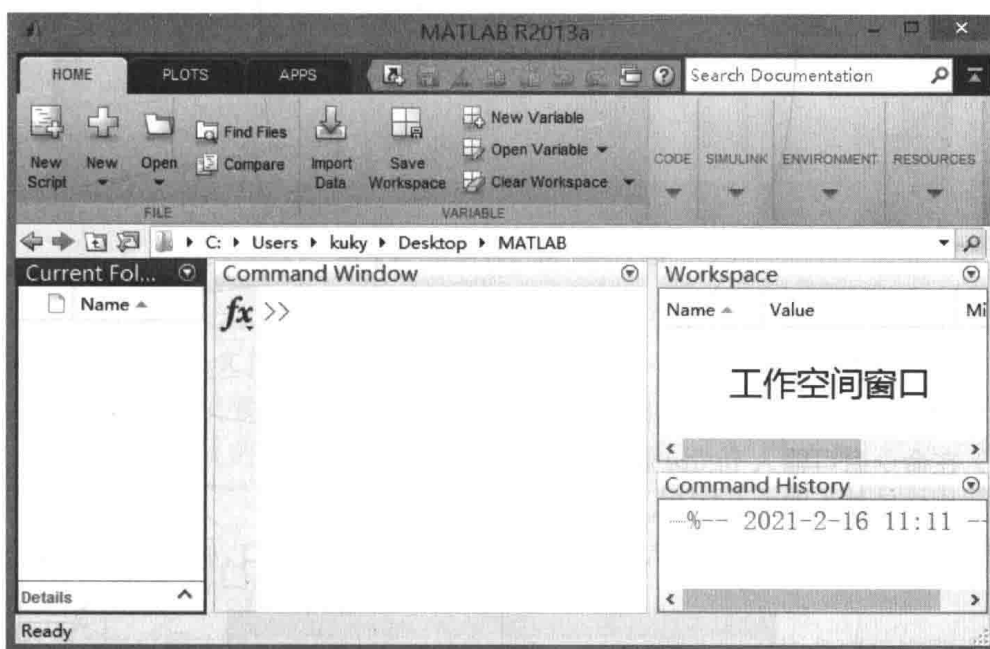 MATLAB R2013a
HOME PLOTS APPS Search Documentation
New Script New Open Find Files Compare Import Data Save Workspace New Variable Open Variable Clear Workspace CODE SIMULINK ENVIRONMENT RESOURCES
FILE VARIABLE
C: Users kuky Desktop MATLAB
Current Fol...
Name
Details
Command Window
fx >>
Workspace
Name Value Mi
工作空间窗口
Command History
%-- 2021-2-16 11:11 --
Ready